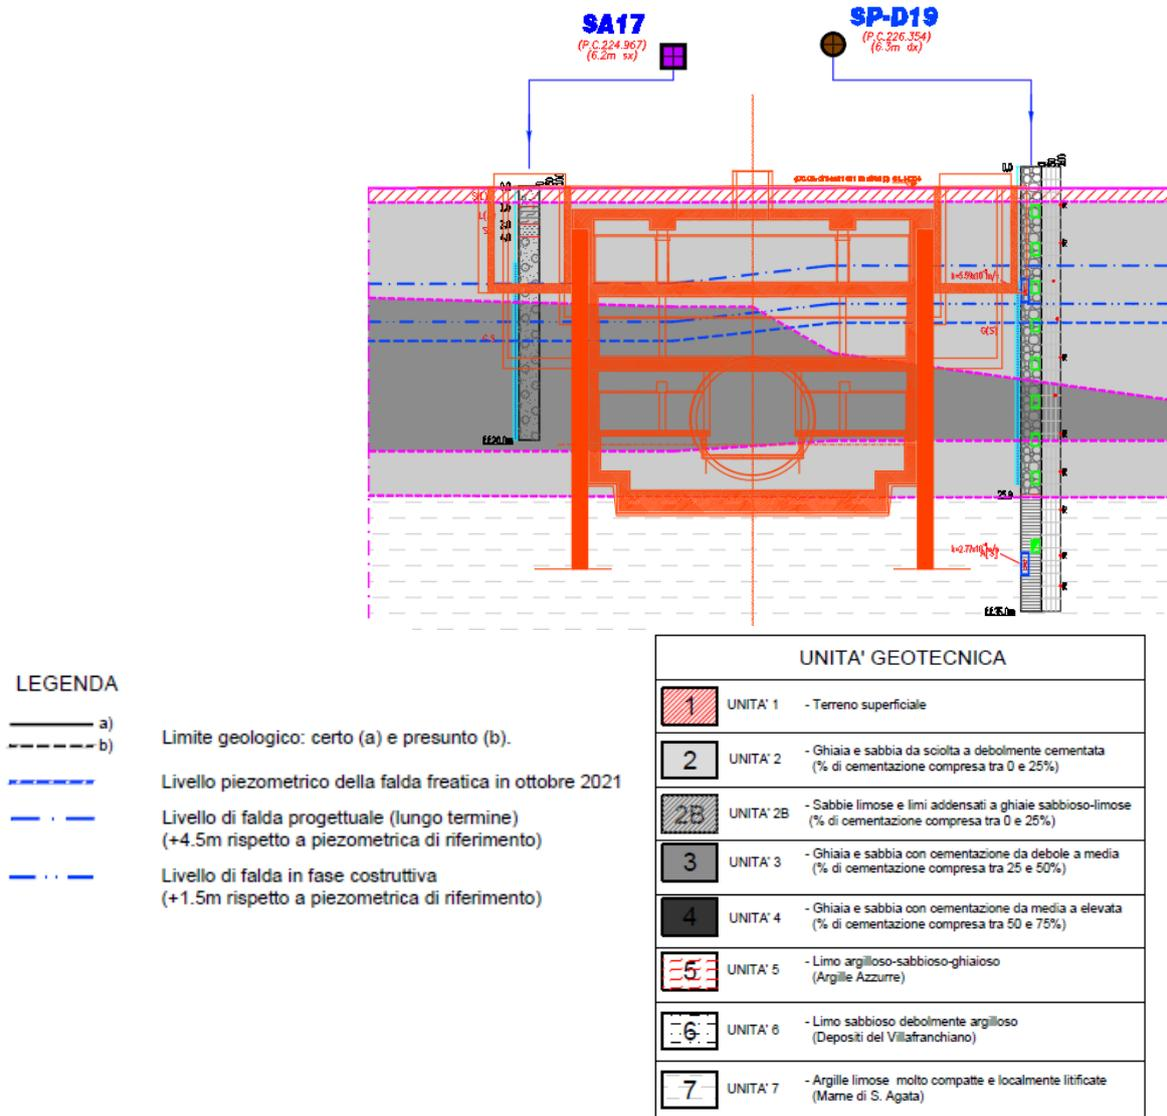 SA17
(P.C.224.967)
(6.2m sx)
SP-D19
(P.C.226.354)
(6.3m dx)
G(S)
25.9
LEGENDA
a)
b)
Limite geologico: certo (a) e presunto (b).
Livello piezometrico della falda freatica in ottobre 2021
Livello di falda progettuale (lungo termine)
(+4.5m rispetto a piezometrica di riferimento)
Livello di falda in fase costruttiva
(+1.5m rispetto a piezometrica di riferimento)
UNITA' GEOTECNICA
1 UNITA' 1 - Terreno superficiale
2 UNITA' 2 - Ghiaia e sabbia da sciolta a debolmente cementata
(% di cementazione compresa tra 0 e 25%)
2B UNITA' 2B - Sabbie limose e limi addensati a ghiaie sabbioso-limose
(% di cementazione compresa tra 0 e 25%)
3 UNITA' 3 - Ghiaia e sabbia con cementazione da debole a media
(% di cementazione compresa tra 25 e 50%)
4 UNITA' 4 - Ghiaia e sabbia con cementazione da media a elevata
(% di cementazione compresa tra 50 e 75%)
5 UNITA' 5 - Limo argilloso-sabbioso-ghiaioso
(Argille Azzurre)
6 UNITA' 6 - Limo sabbioso debolmente argilloso
(Depositi del Villafranchiano)
7 UNITA' 7 - Argille limose molto compatte e localmente litificate
(Marne di S. Agata)